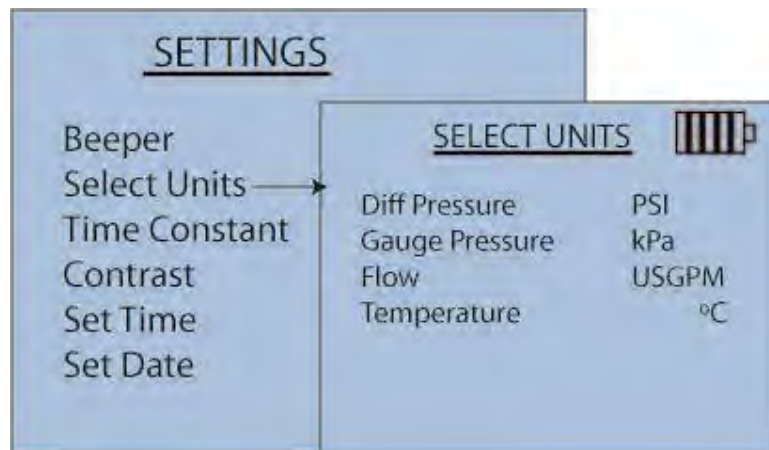 SETTINGS
Beeper
Select Units
Time Constant
Contrast
Set Time
Set Date
SELECT UNITS
Diff Pressure PSI
Gauge Pressure kPa
Flow USGPM
Temperature ºC